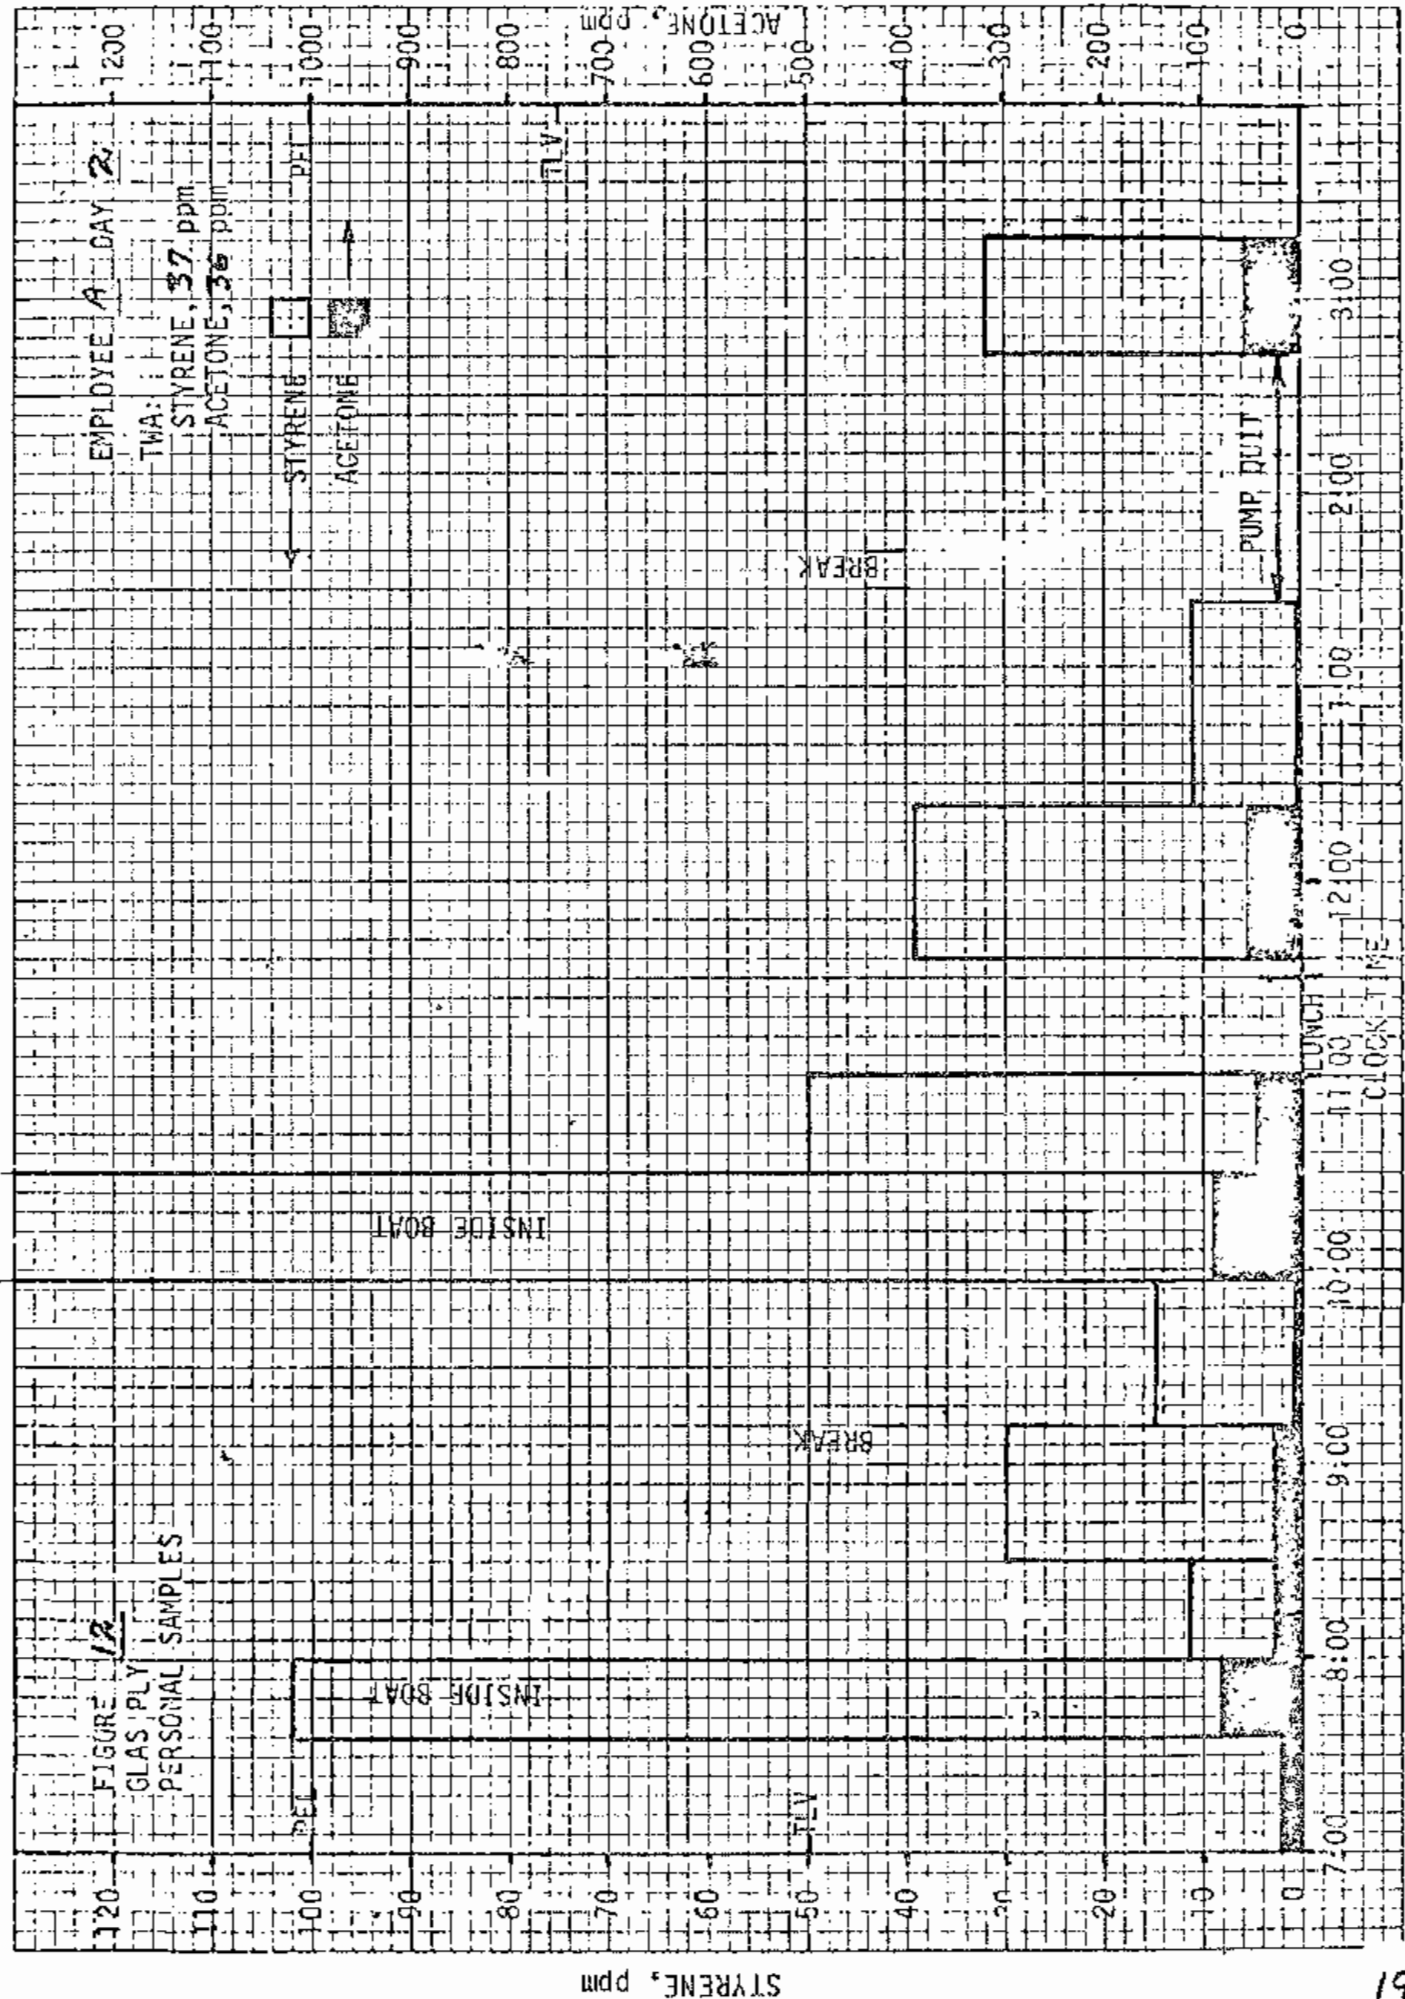 FIGURE 12
GLAS PLY
PERSONAL SAMPLES
EMPLOYEE A DAY 2
TWA:
STYRENE, 37 ppm
ACETONE, 36 ppm
STYRENE
ACETONE
PEL
PEL
TLV
TLV
INSIDE BOAT
INSIDE BOAT
BREAK
BREAK
PUMP QUIT
LUNCH
STYRENE, ppm
120
110
100
90
80
70
60
50
40
30
20
10
0
ACETONE, ppm
1200
1100
1000
900
800
700
600
500
400
300
200
100
0
7:00 8:00 9:00 10:00 11:00 12:00 1:00 2:00 3:00
CLOCK TIME